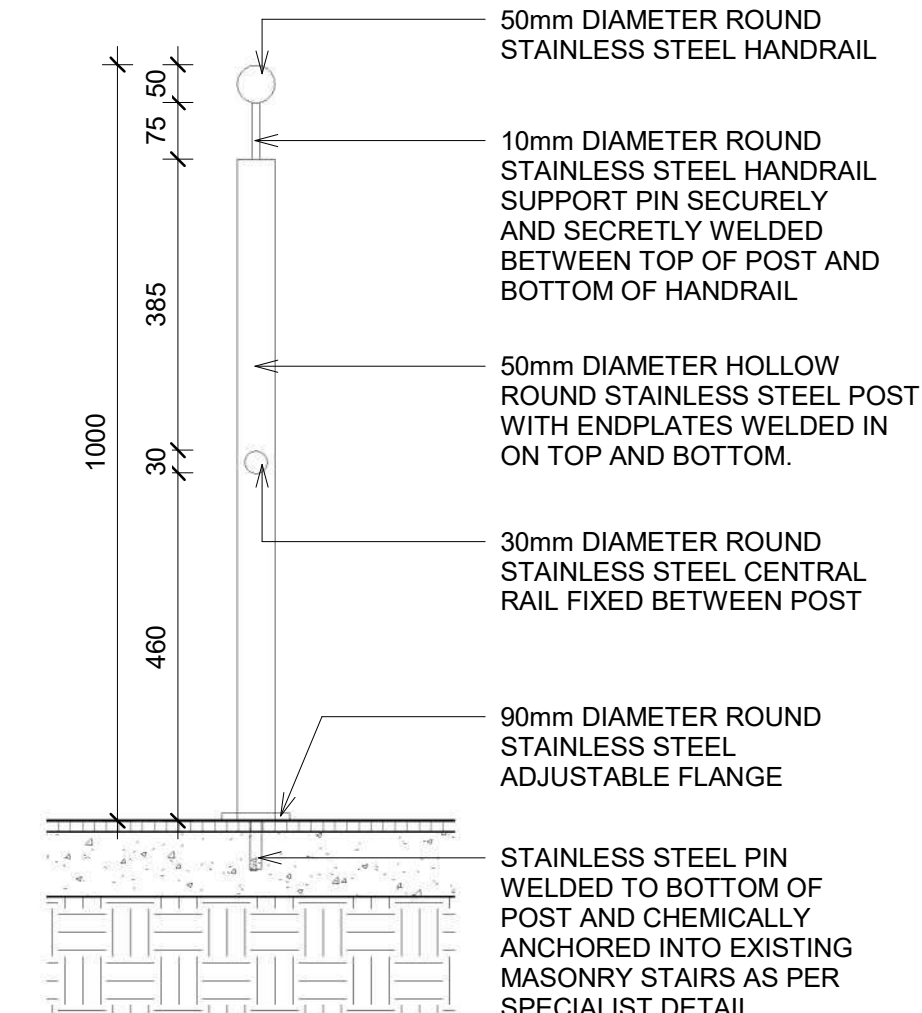 50mm DIAMETER ROUND
STAINLESS STEEL HANDRAIL
50
75
10mm DIAMETER ROUND
STAINLESS STEEL HANDRAIL
SUPPORT PIN SECURELY
AND SECRETLY WELDED
BETWEEN TOP OF POST AND
BOTTOM OF HANDRAIL
385
50mm DIAMETER HOLLOW
ROUND STAINLESS STEEL POST
WITH ENDPLATES WELDED IN
ON TOP AND BOTTOM.
1000
30
30mm DIAMETER ROUND
STAINLESS STEEL CENTRAL
RAIL FIXED BETWEEN POST
460
90mm DIAMETER ROUND
STAINLESS STEEL
ADJUSTABLE FLANGE
STAINLESS STEEL PIN
WELDED TO BOTTOM OF
POST AND CHEMICALLY
ANCHORED INTO EXISTING
MASONRY STAIRS AS PER
SPECIALIST DETAIL